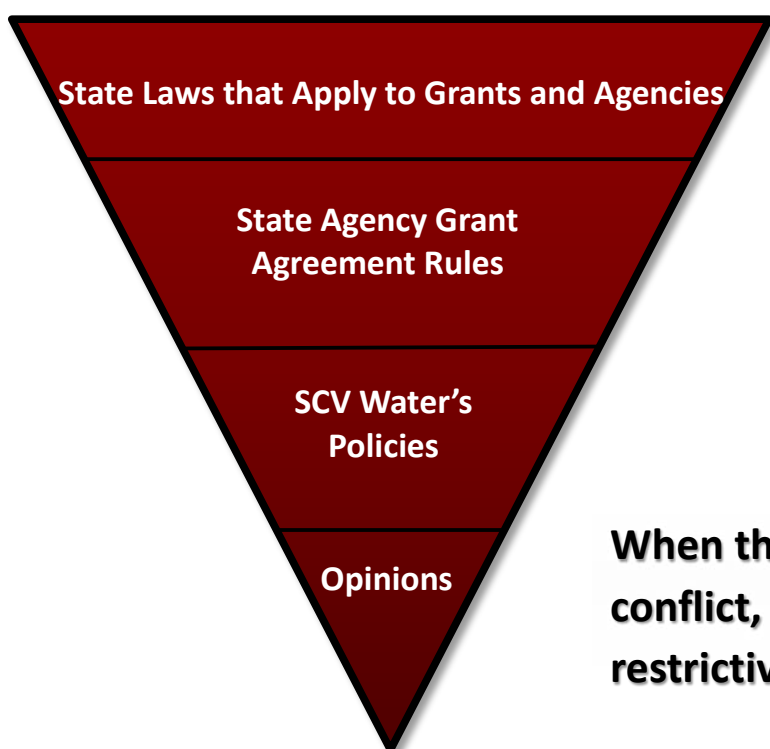 State Laws that Apply to Grants and Agencies
State Agency Grant
Agreement Rules
SCV Water’s
Policies
Opinions
When th
conflict,
restrictiv